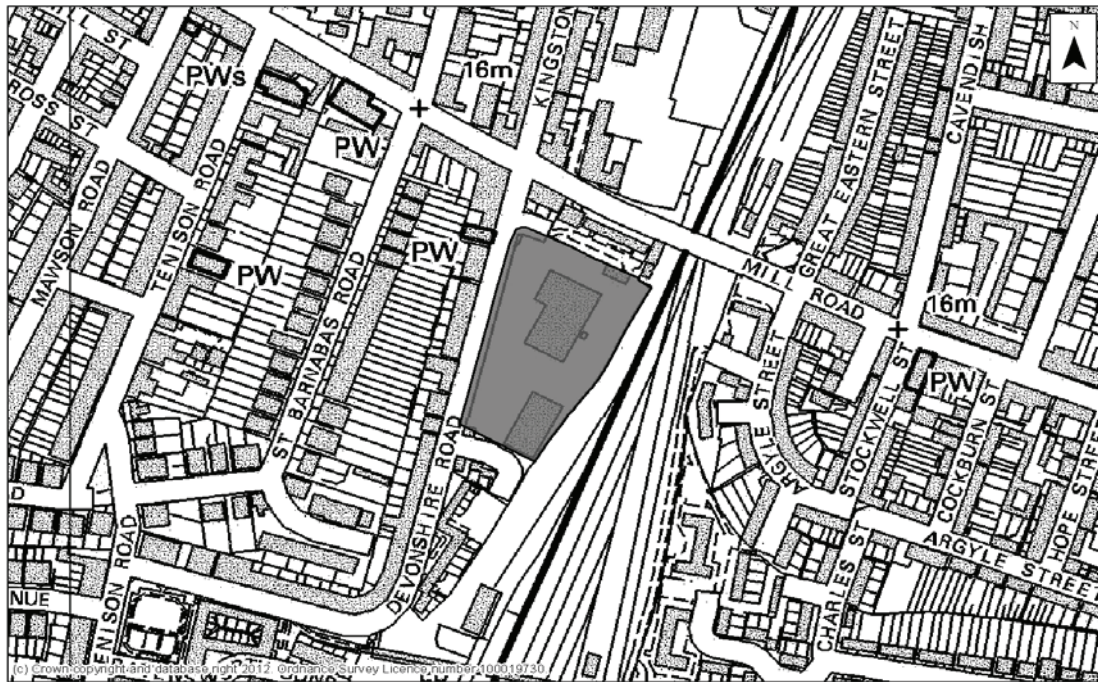 L ST
ROSS ST
PWs
PW
16m
KINGSTON
N
CAVENDISH
GREAT EASTERN STREET
MAWSON ROAD
TENISON ROAD
PW
PW
ST BARNABAS ROAD
MILL ROAD
16m
ARGYLE STREET
STOCKWELL ST
PW
COCKBURN ST
HOPE STREET
DEVONSHIRE ROAD
CHARLES ST
ARGYLE STREET
D
NUE
ENISON ROAD
(c) Crown copyright and database right 2012. Ordnance Survey Licence number 100019730